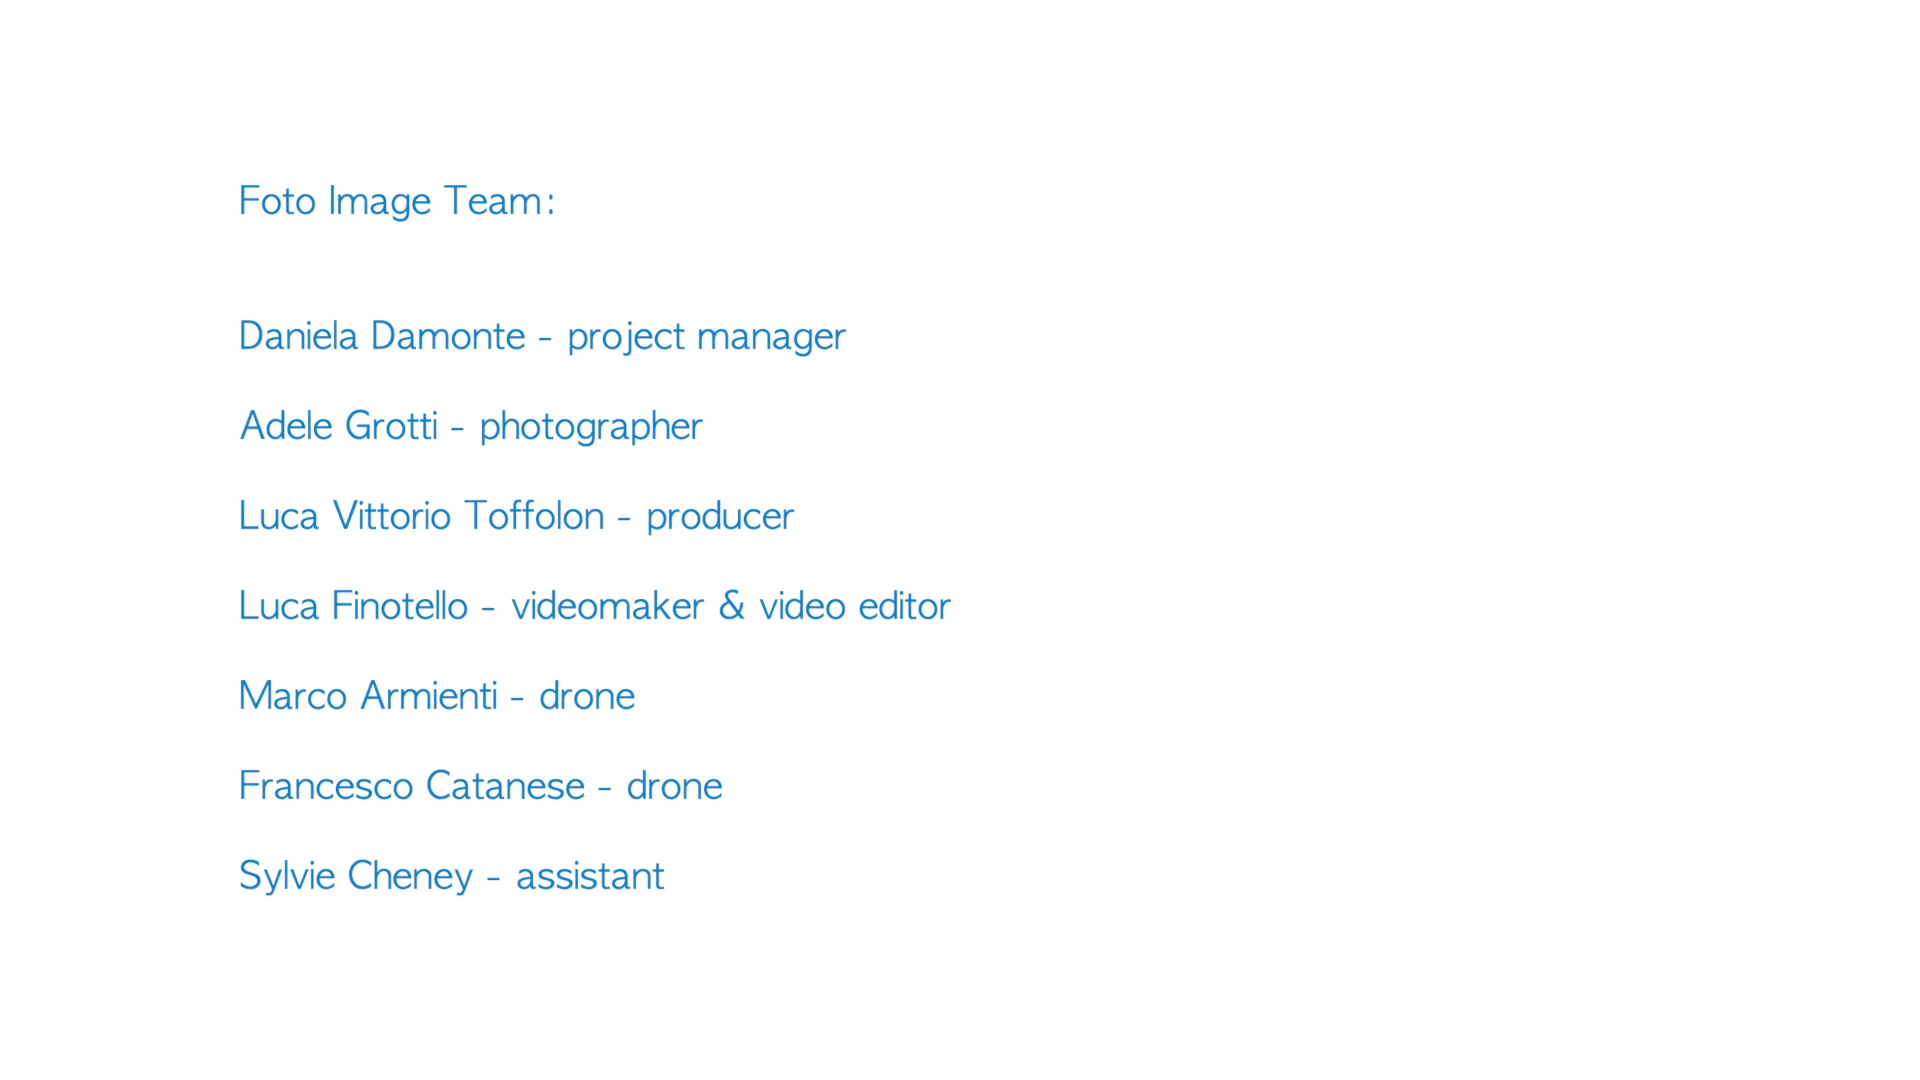 Foto Image Team:
Daniela Damonte - project manager
Adele Grotti - photographer
Luca Vittorio Toffolon - producer
Luca Finotello - videomaker & video editor
Marco Armienti - drone
Francesco Catanese - drone
Sylvie Cheney - assistant